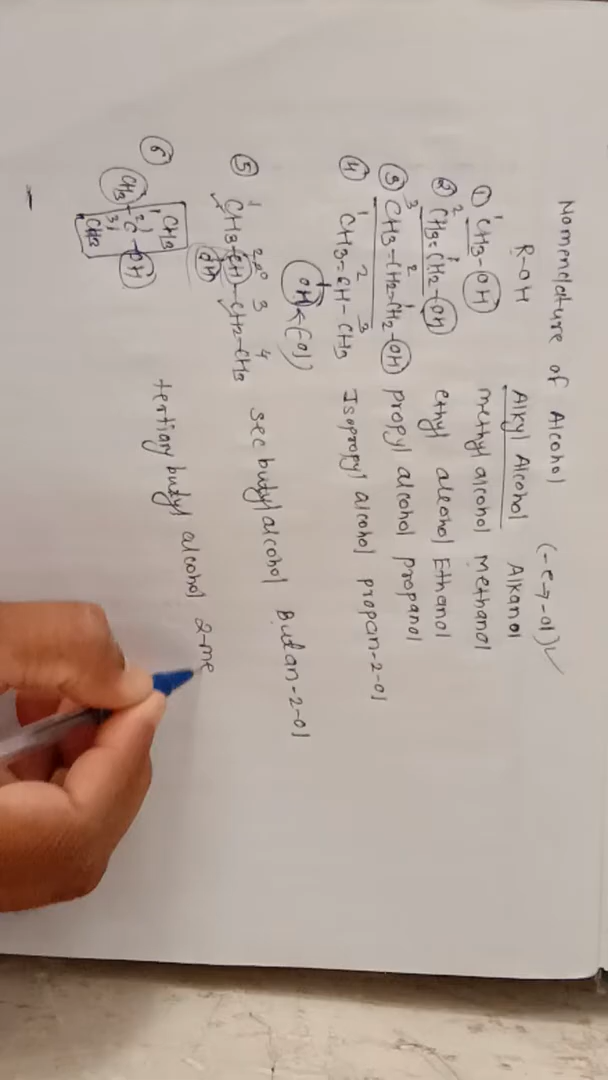 Nomenclature of Alcohol (-e→-ol)✓
R-OH Alkyl Alcohol Alkanol
① CH3-OH methyl alcohol methanol
② CH3-CH2-OH ethyl alcohol Ethanol
③ CH3-CH2-CH2-OH propyl alcohol propanol
④ CH3-CH-CH3 Isopropyl alcohol propan-2-ol
OH←(-ol)
⑤ CH3-CH-CH2-CH3 sec butyl alcohol Butan-2-ol
OH
⑥ CH3-C-OH tertiary butyl alcohol 2-me
CH3
CH3